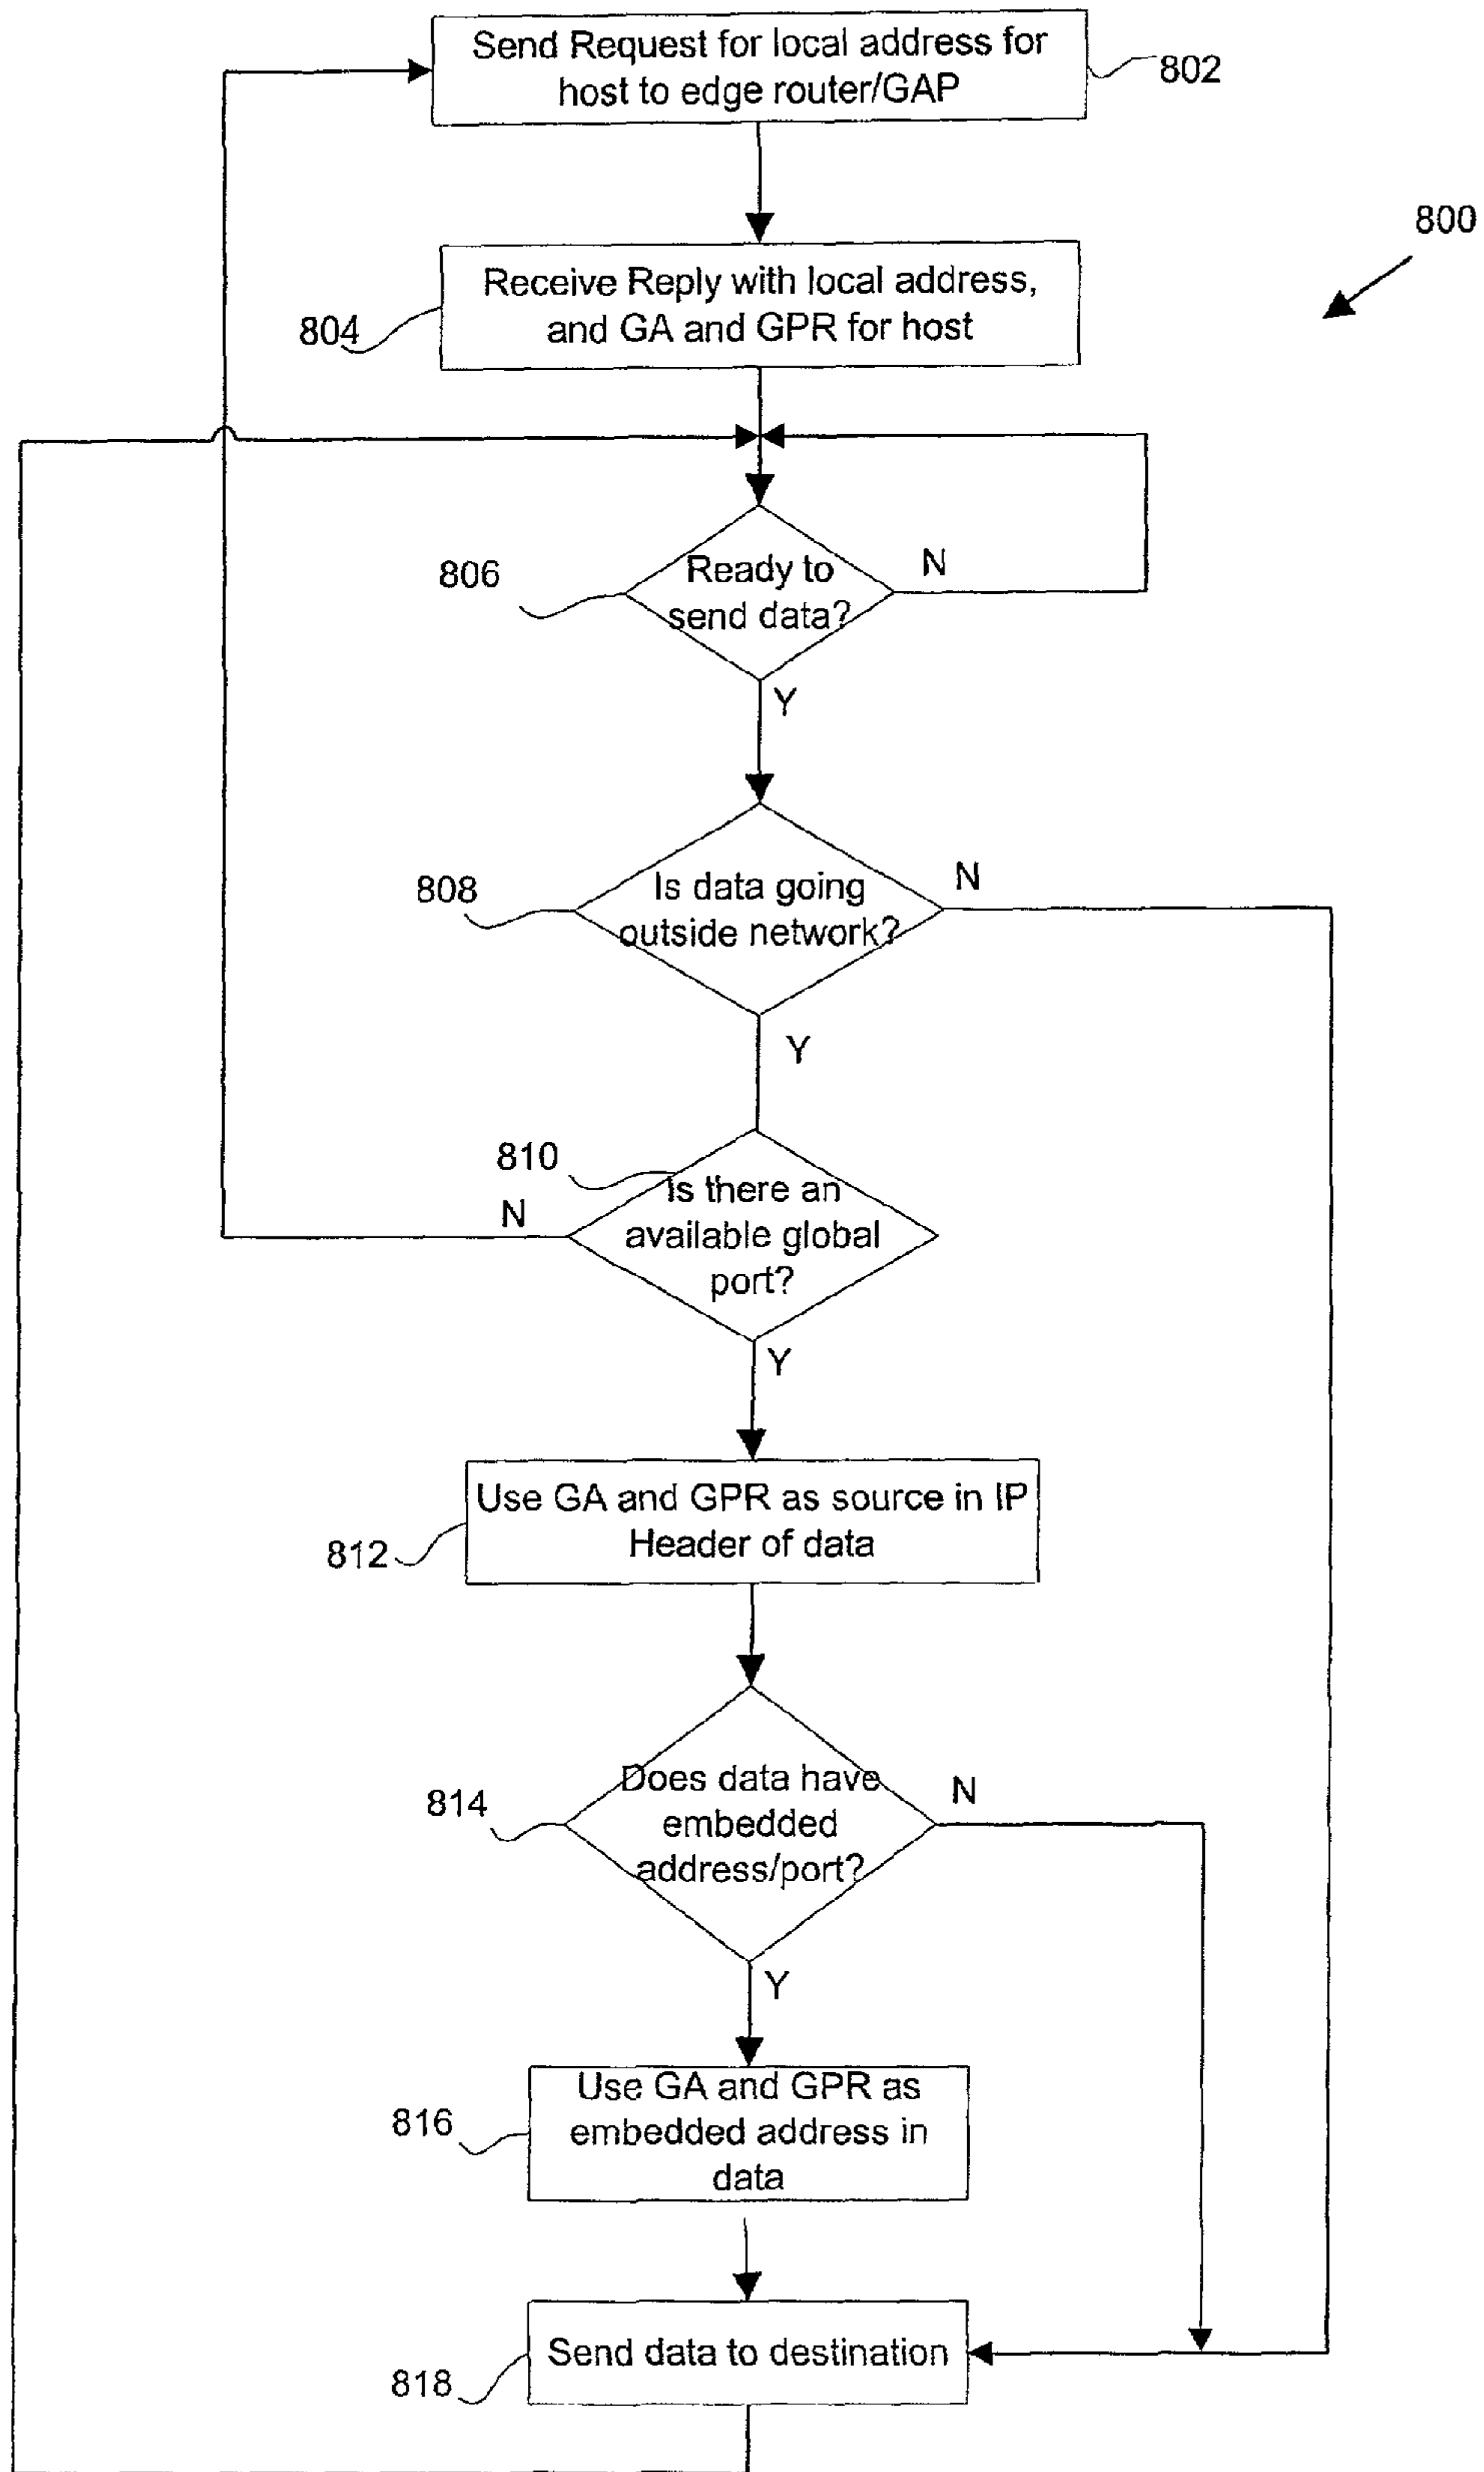 Send Request for local address for
host to edge router/GAP
802
800
Receive Reply with local address,
and GA and GPR for host
804
806
Ready to
send data?
N
Y
808
Is data going
outside network?
N
Y
810
Is there an
available global
port?
N
Y
Use GA and GPR as source in IP
Header of data
812
814
Does data have
embedded
address/port?
N
Y
Use GA and GPR as
embedded address in
data
816
Send data to destination
818